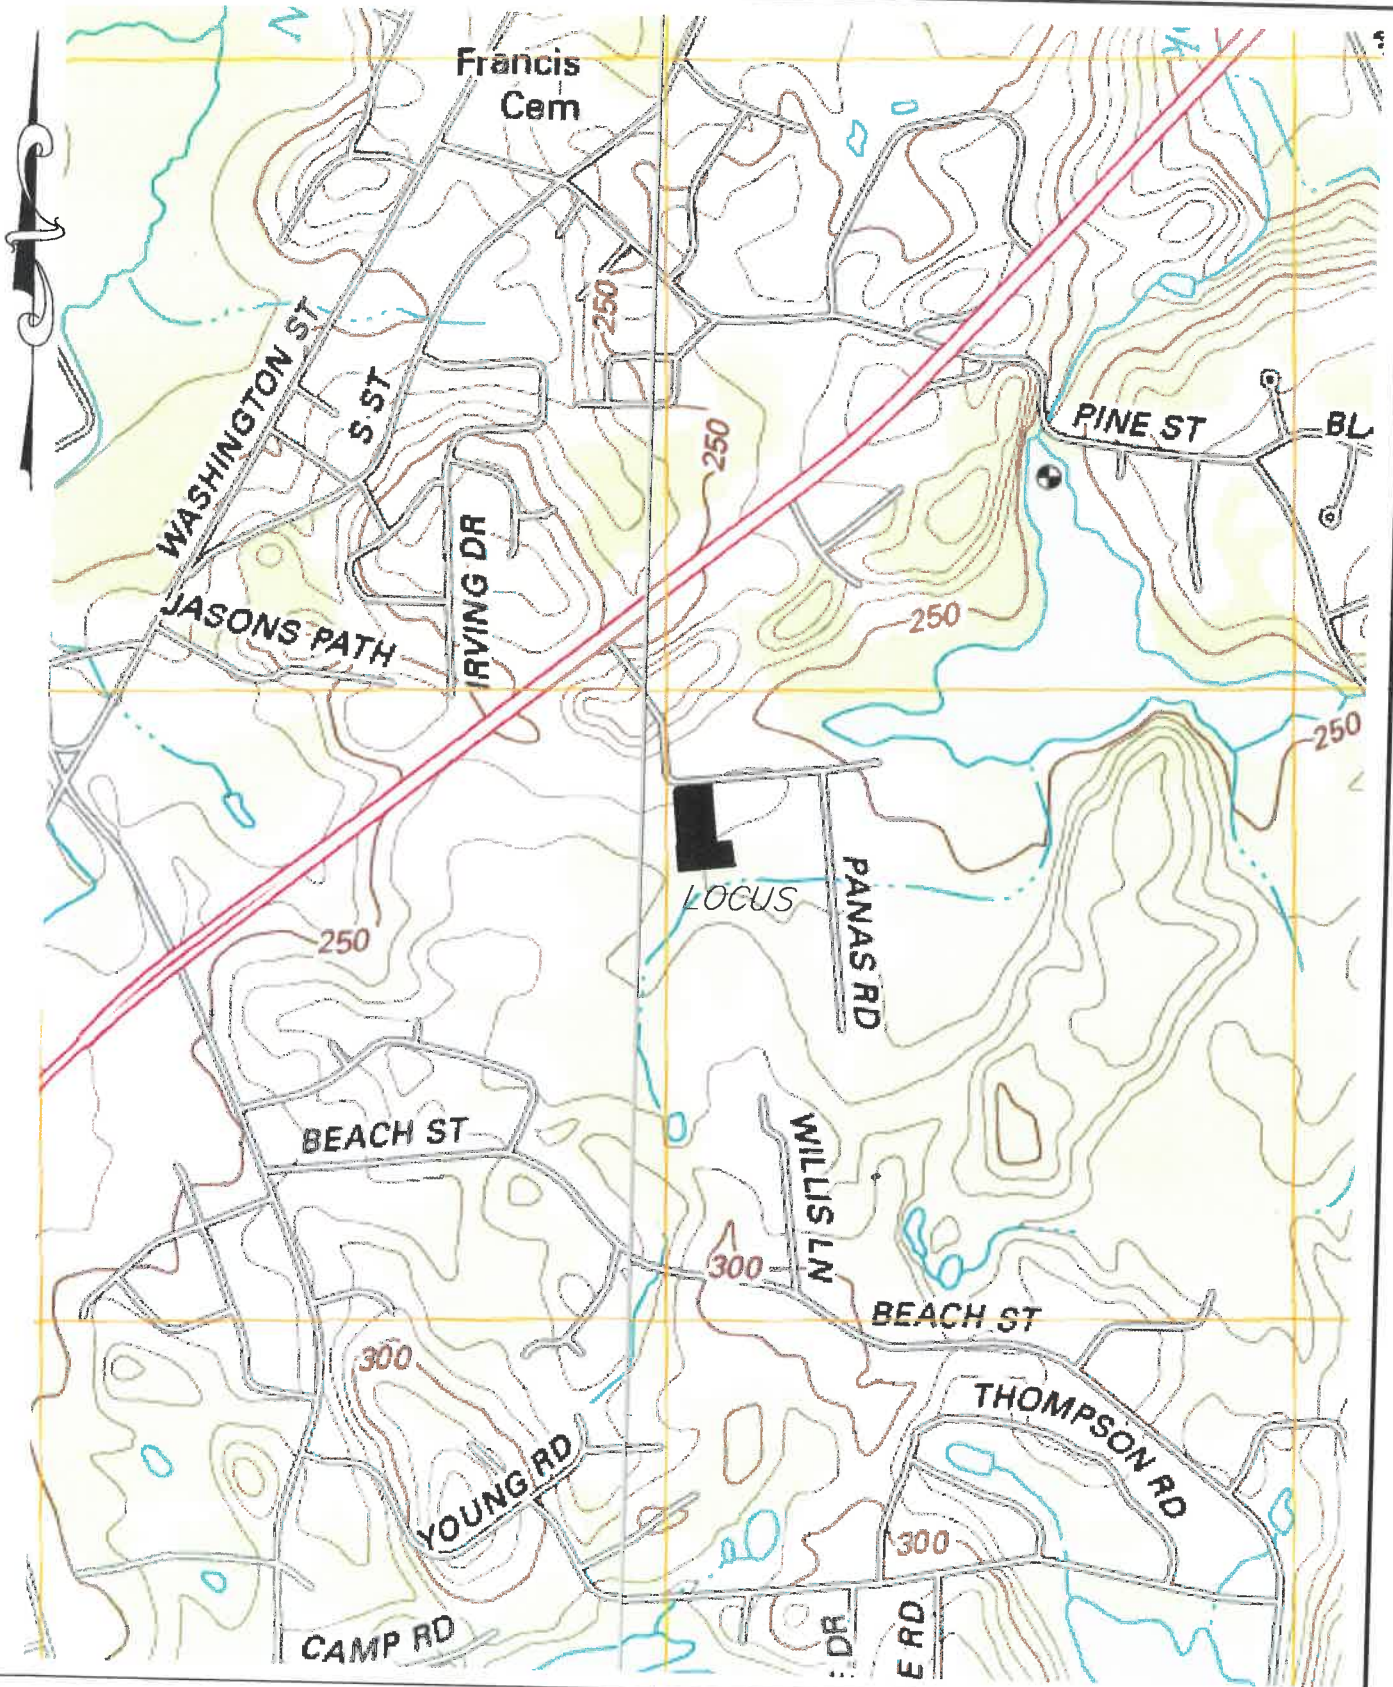 Francis
Cem
WASHINGTON ST
S ST
250
250
PINE ST
BL
IRVING DR
JASONS PATH
250
250
LOCUS
PANAS RD
250
BEACH ST
WILLIS LN
300
BEACH ST
300
THOMPSON RD
YOUNG RD
300
CAMP RD
DR
E RD